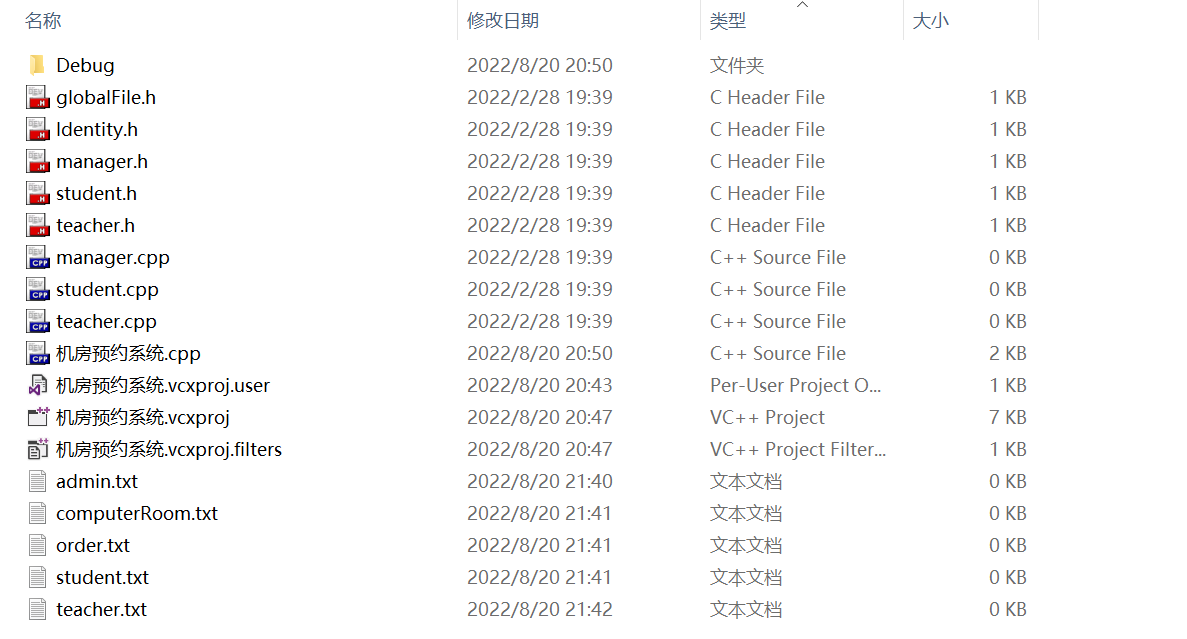 名称 修改日期 类型 大小
Debug 2022/8/20 20:50 文件夹
globalFile.h 2022/2/28 19:39 C Header File 1 KB
Identity.h 2022/2/28 19:39 C Header File 1 KB
manager.h 2022/2/28 19:39 C Header File 1 KB
student.h 2022/2/28 19:39 C Header File 1 KB
teacher.h 2022/2/28 19:39 C Header File 1 KB
manager.cpp 2022/2/28 19:39 C++ Source File 0 KB
student.cpp 2022/2/28 19:39 C++ Source File 0 KB
teacher.cpp 2022/2/28 19:39 C++ Source File 0 KB
机房预约系统.cpp 2022/8/20 20:50 C++ Source File 2 KB
机房预约系统.vcxproj.user 2022/8/20 20:43 Per-User Project O... 1 KB
机房预约系统.vcxproj 2022/8/20 20:47 VC++ Project 7 KB
机房预约系统.vcxproj.filters 2022/8/20 20:47 VC++ Project Filter... 1 KB
admin.txt 2022/8/20 21:40 文本文档 0 KB
computerRoom.txt 2022/8/20 21:41 文本文档 0 KB
order.txt 2022/8/20 21:41 文本文档 0 KB
student.txt 2022/8/20 21:41 文本文档 0 KB
teacher.txt 2022/8/20 21:42 文本文档 0 KB